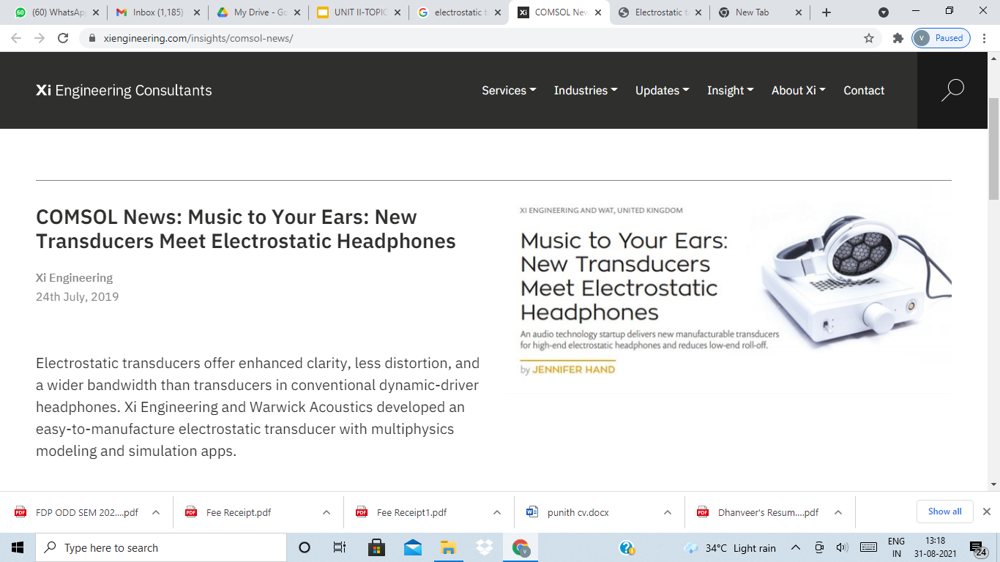 (60) WhatsAp
Inbox (1,185)
My Drive - Go
UNIT II-TOPIC
electrostatic t
Xi COMSOL New
Electrostatic t
New Tab
xiengineering.com/insights/comsol-news/
V Paused
Xi Engineering Consultants
Services
Industries
Updates
Insight
About Xi
Contact
COMSOL News: Music to Your Ears: New
Transducers Meet Electrostatic Headphones
Xi Engineering
24th July, 2019
Electrostatic transducers offer enhanced clarity, less distortion, and
a wider bandwidth than transducers in conventional dynamic-driver
headphones. Xi Engineering and Warwick Acoustics developed an
easy-to-manufacture electrostatic transducer with multiphysics
modeling and simulation apps.
XI ENGINEERING AND WAT, UNITED KINGDOM
Music to Your Ears:
New Transducers
Meet Electrostatic
Headphones
An audio technology startup delivers new manufacturable transducers
for high-end electrostatic headphones and reduces low-end roll-off.
by JENNIFER HAND
FDP ODD SEM 202....pdf
Fee Receipt.pdf
Fee Receipt1.pdf
punith cv.docx
Dhanveer's Resum....pdf
Show all
Type here to search
34°C Light rain
ENG
IN
13:18
31-08-2021
24